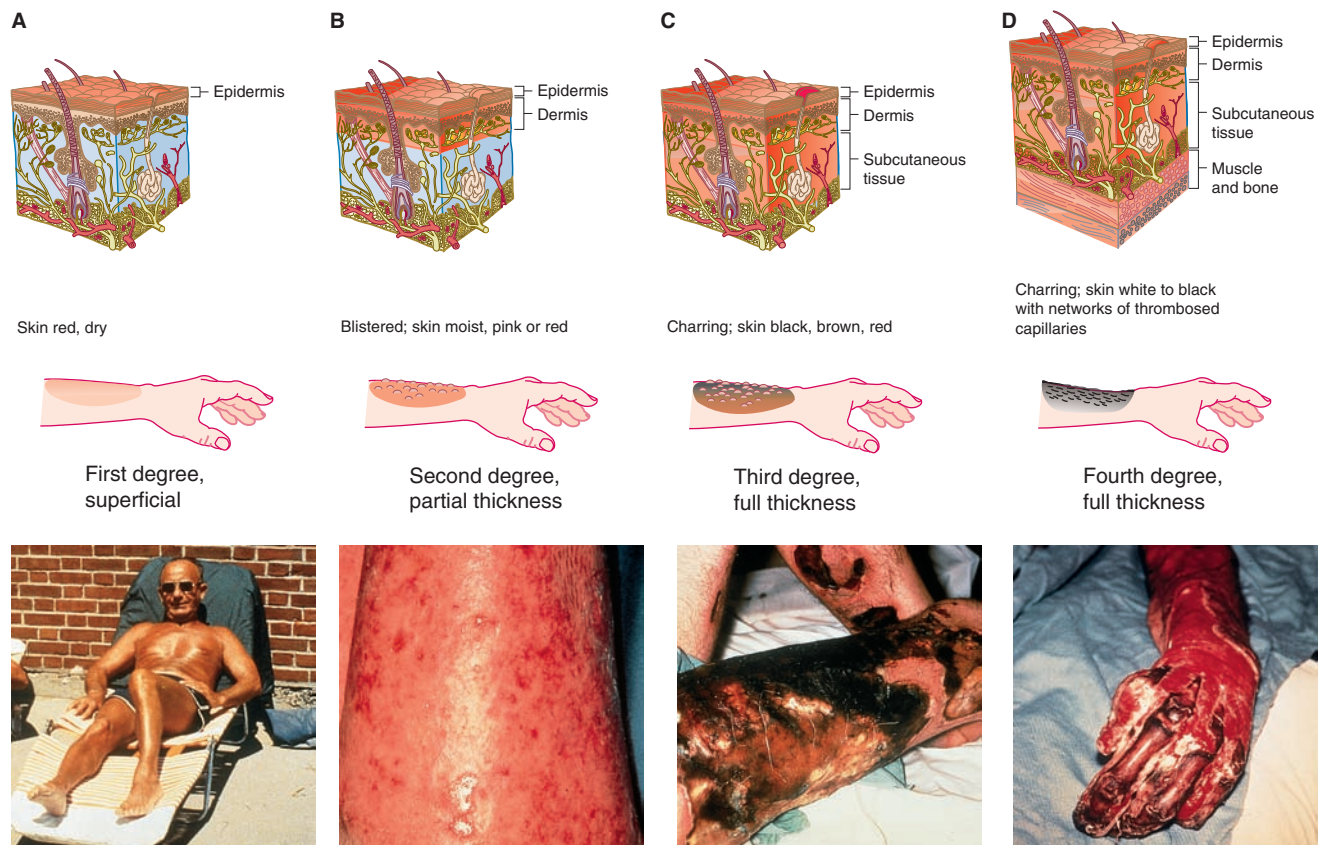 A
Epidermis
Skin red, dry
First degree,
superficial
B
Epidermis
Dermis
Blistered; skin moist, pink or red
Second degree,
partial thickness
C
Epidermis
Dermis
Subcutaneous
tissue
Charring; skin black, brown, red
Third degree,
full thickness
D
Epidermis
Dermis
Subcutaneous
tissue
Muscle
and bone
Charring; skin white to black
with networks of thrombosed
capillaries
Fourth degree,
full thickness